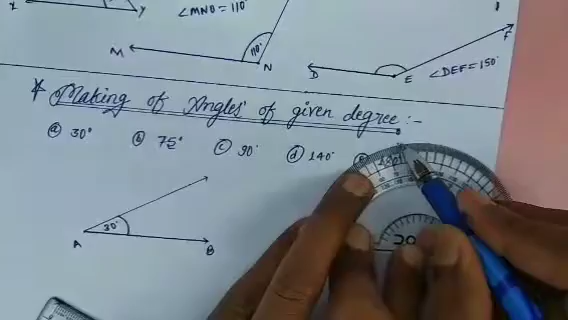 X
Y
∠MNO = 110°
M
110°
N
D
E
F
∠DEF = 150°
* Making of Angles of given degree :-
ⓐ 30° ⓑ 75° ⓒ 90° ⓓ 140°
30°
A
B